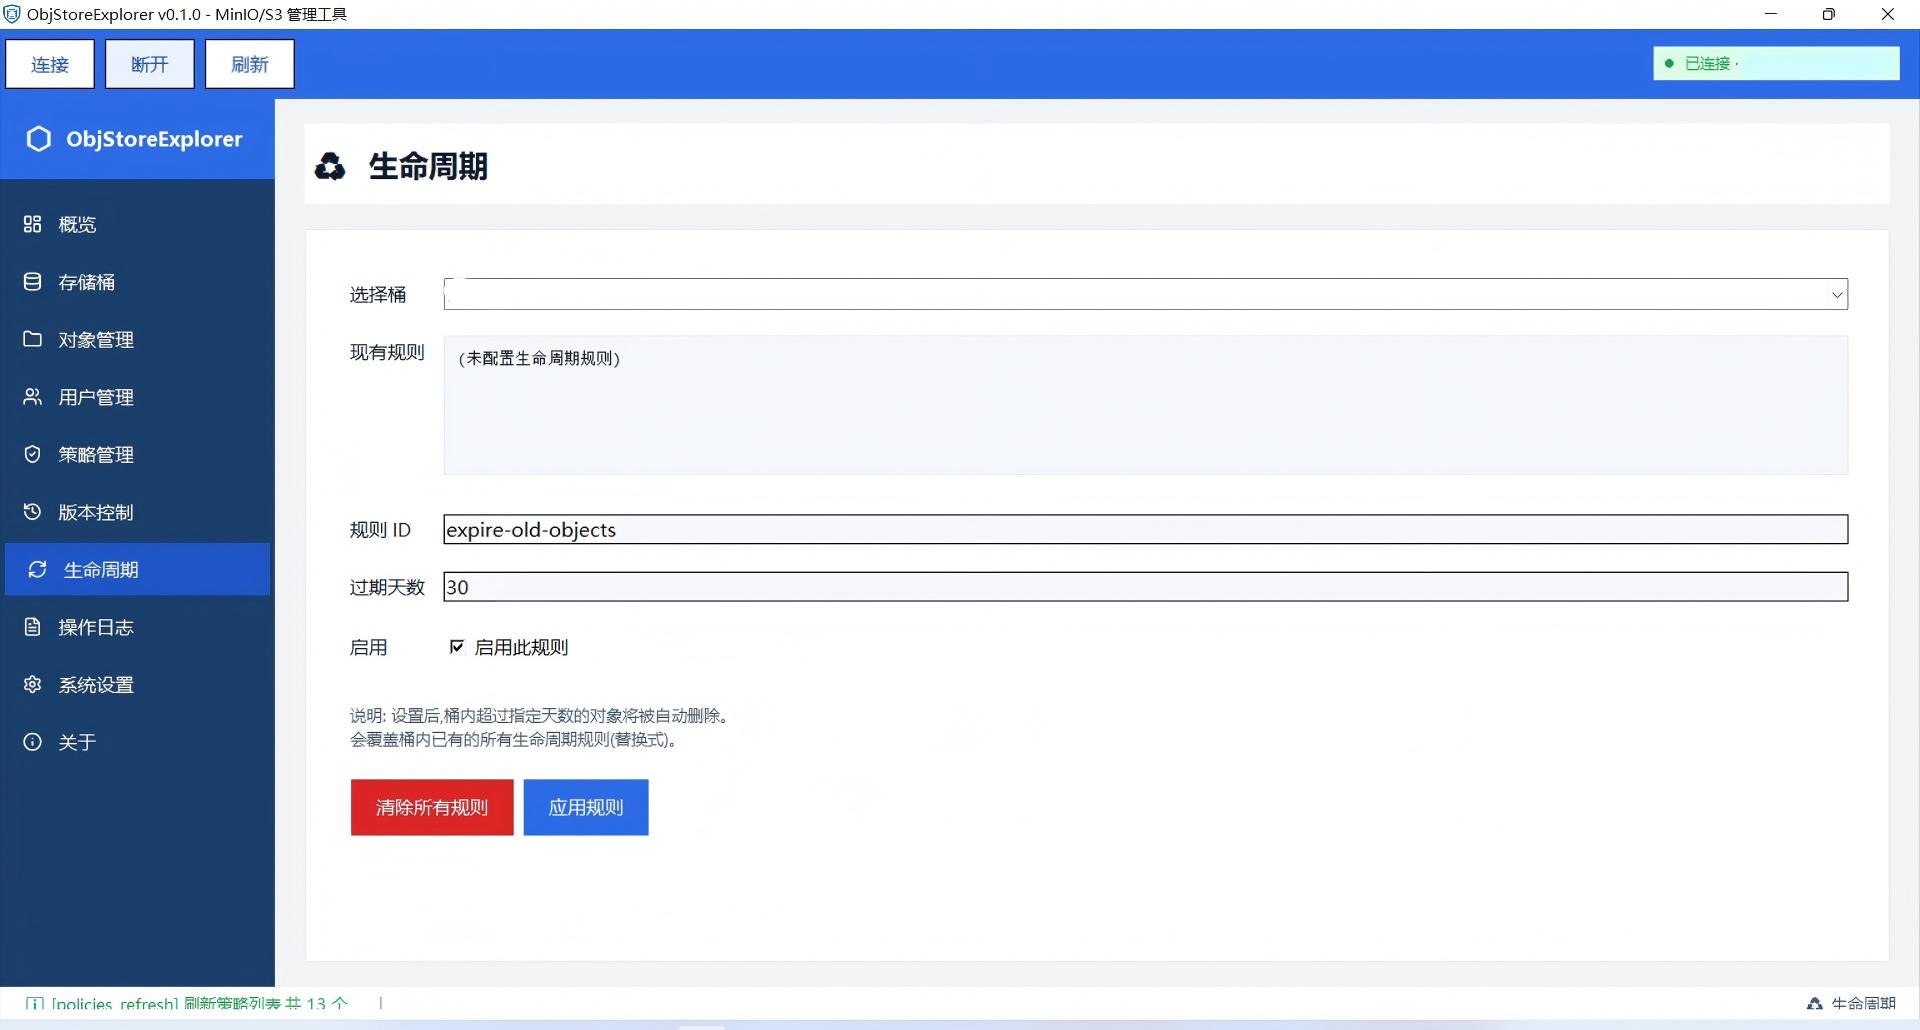 ObjStoreExplorer v0.1.0 - MinIO/S3 管理工具
连接
断开
刷新
已连接 ·
ObjStoreExplorer
生命周期
概览
存储桶
对象管理
用户管理
策略管理
版本控制
生命周期
操作日志
系统设置
关于
选择桶
现有规则
(未配置生命周期规则)
规则 ID
expire-old-objects
过期天数
30
启用
启用此规则
说明: 设置后,桶内超过指定天数的对象将被自动删除。
会覆盖桶内已有的所有生命周期规则(替换式)。
清除所有规则
应用规则
[policies_refresh] 刷新策略列表 共 13 个 |
生命周期